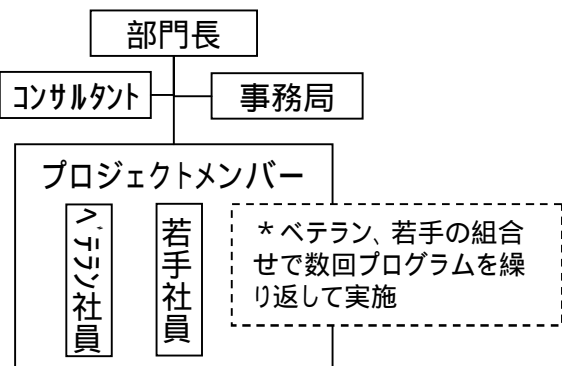 部門長
コンサルタント
事務局
プロジェクトメンバー
ベテラン社員
若手社員
*ベテラン、若手の組合
せで数回プログラムを繰
り返して実施